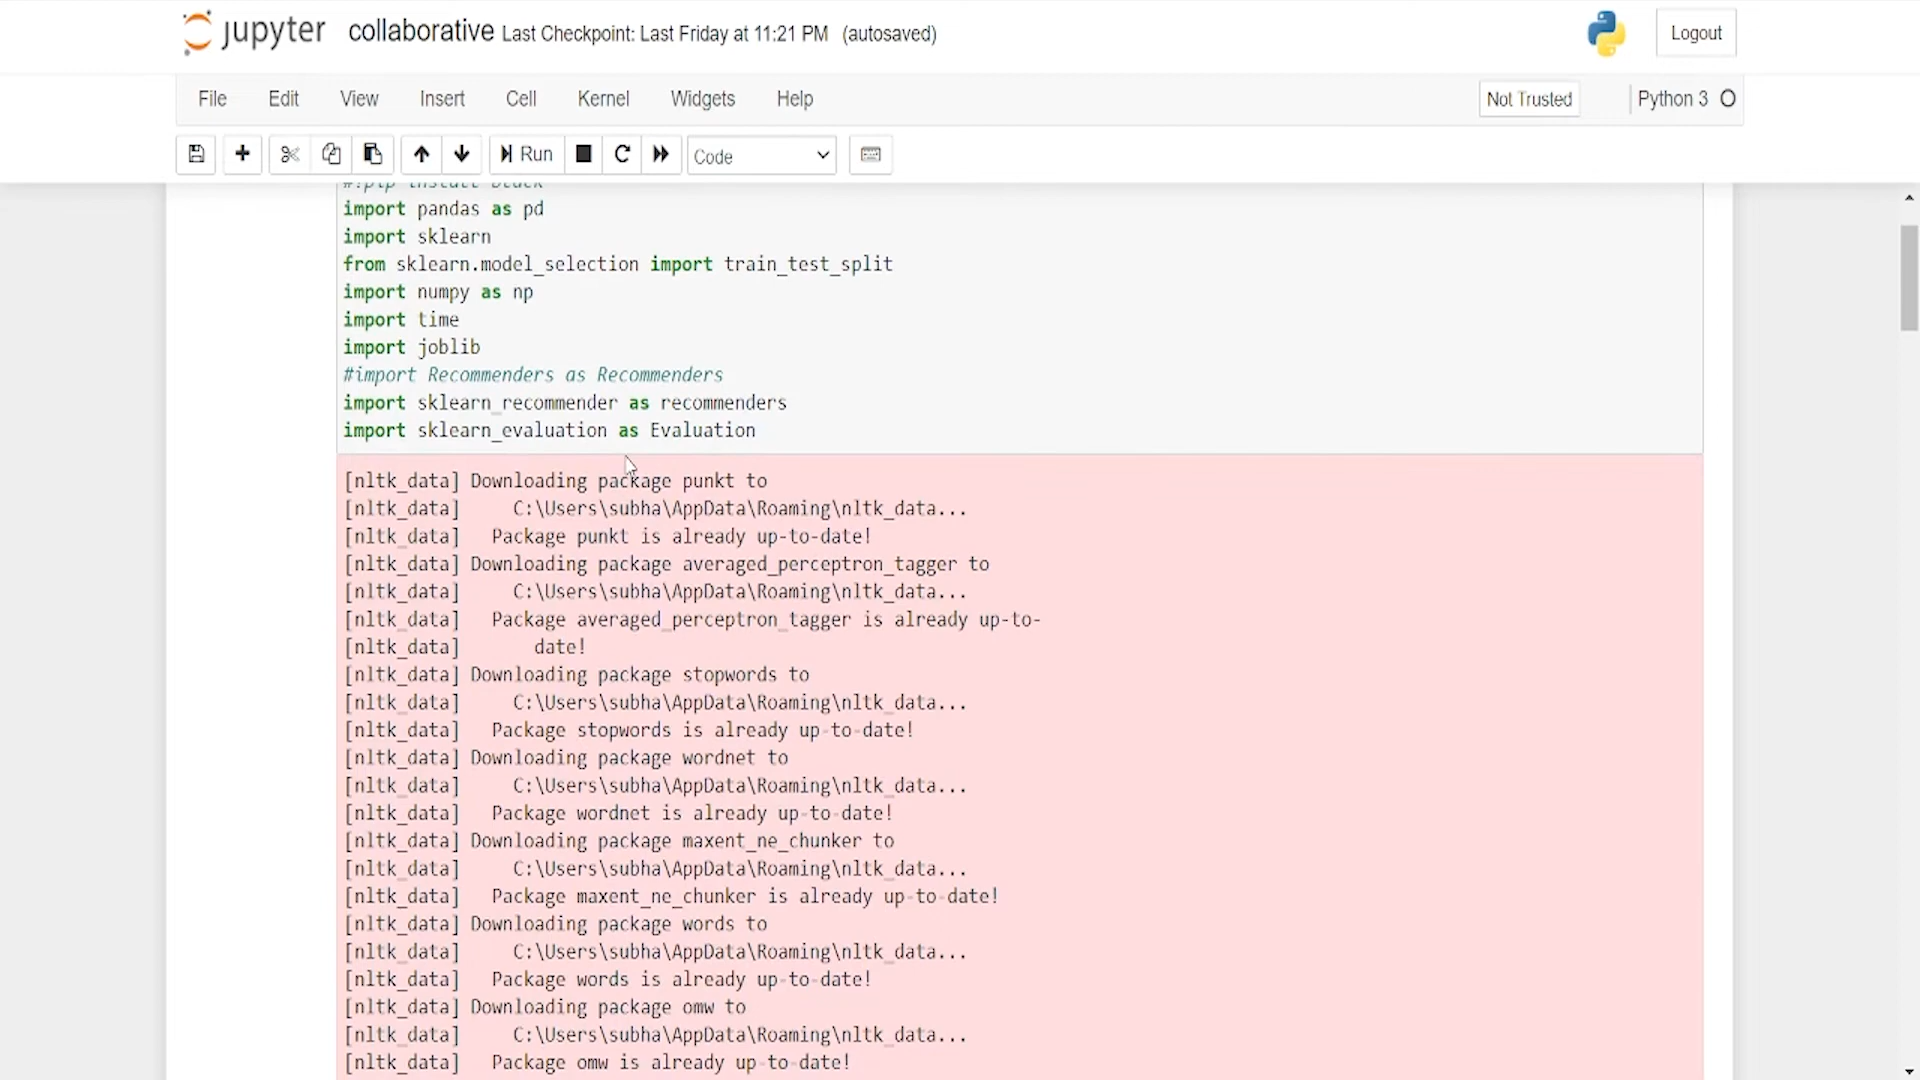 jupyter collaborative Last Checkpoint: Last Friday at 11:21 PM (autosaved) Logout
File Edit View Insert Cell Kernel Widgets Help Not Trusted Python 3
Run Code
#!pip install
import pandas as pd
import sklearn
from sklearn.model_selection import train_test_split
import numpy as np
import time
import joblib
#import Recommenders as Recommenders
import sklearn_recommender as recommenders
import sklearn_evaluation as Evaluation
[nltk_data] Downloading package punkt to
[nltk_data] C:\Users\subha\AppData\Roaming\nltk_data...
[nltk_data] Package punkt is already up-to-date!
[nltk_data] Downloading package averaged_perceptron_tagger to
[nltk_data] C:\Users\subha\AppData\Roaming\nltk_data...
[nltk_data] Package averaged_perceptron_tagger is already up-to-
[nltk_data] date!
[nltk_data] Downloading package stopwords to
[nltk_data] C:\Users\subha\AppData\Roaming\nltk_data...
[nltk_data] Package stopwords is already up-to-date!
[nltk_data] Downloading package wordnet to
[nltk_data] C:\Users\subha\AppData\Roaming\nltk_data...
[nltk_data] Package wordnet is already up-to-date!
[nltk_data] Downloading package maxent_ne_chunker to
[nltk_data] C:\Users\subha\AppData\Roaming\nltk_data...
[nltk_data] Package maxent_ne_chunker is already up-to-date!
[nltk_data] Downloading package words to
[nltk_data] C:\Users\subha\AppData\Roaming\nltk_data...
[nltk_data] Package words is already up-to-date!
[nltk_data] Downloading package omw to
[nltk_data] C:\Users\subha\AppData\Roaming\nltk_data...
[nltk_data] Package omw is already up-to-date!